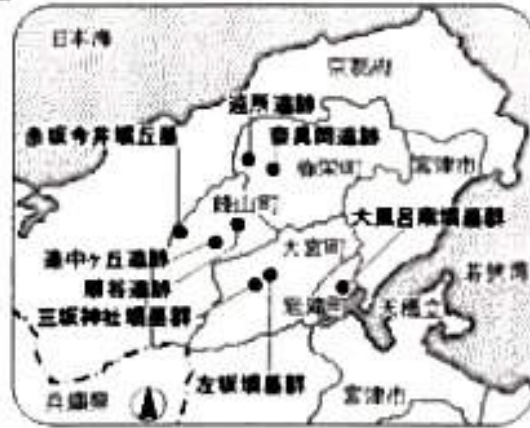 日本海
京都府
遠所遺跡
奈具岡遺跡
赤坂今井墳丘墓
弥栄町
宮津市
峰山町
大風呂南墳墓群
途中ヶ丘遺跡
大宮町
若狭湾
扇谷遺跡
三坂神社墳墓群
岩滝町
天橋立
左坂墳墓群
兵庫県
宮津市